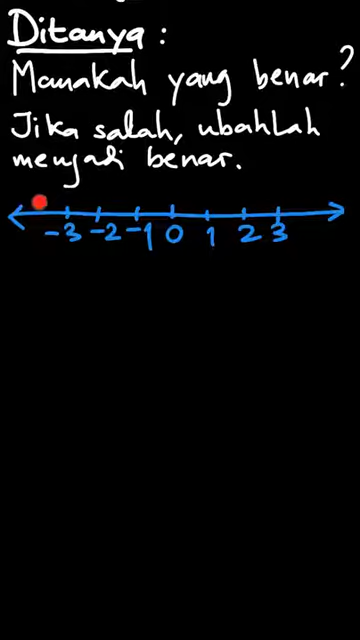 Ditanya :
Manakah yang benar?
Jika salah, ubahlah
menjadi benar.
-3 -2 -1 0 1 2 3